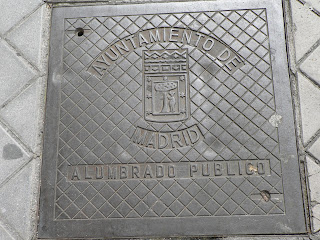 AYUNTAMIENTO DE
MADRID
ALUMBRADO PUBLICO